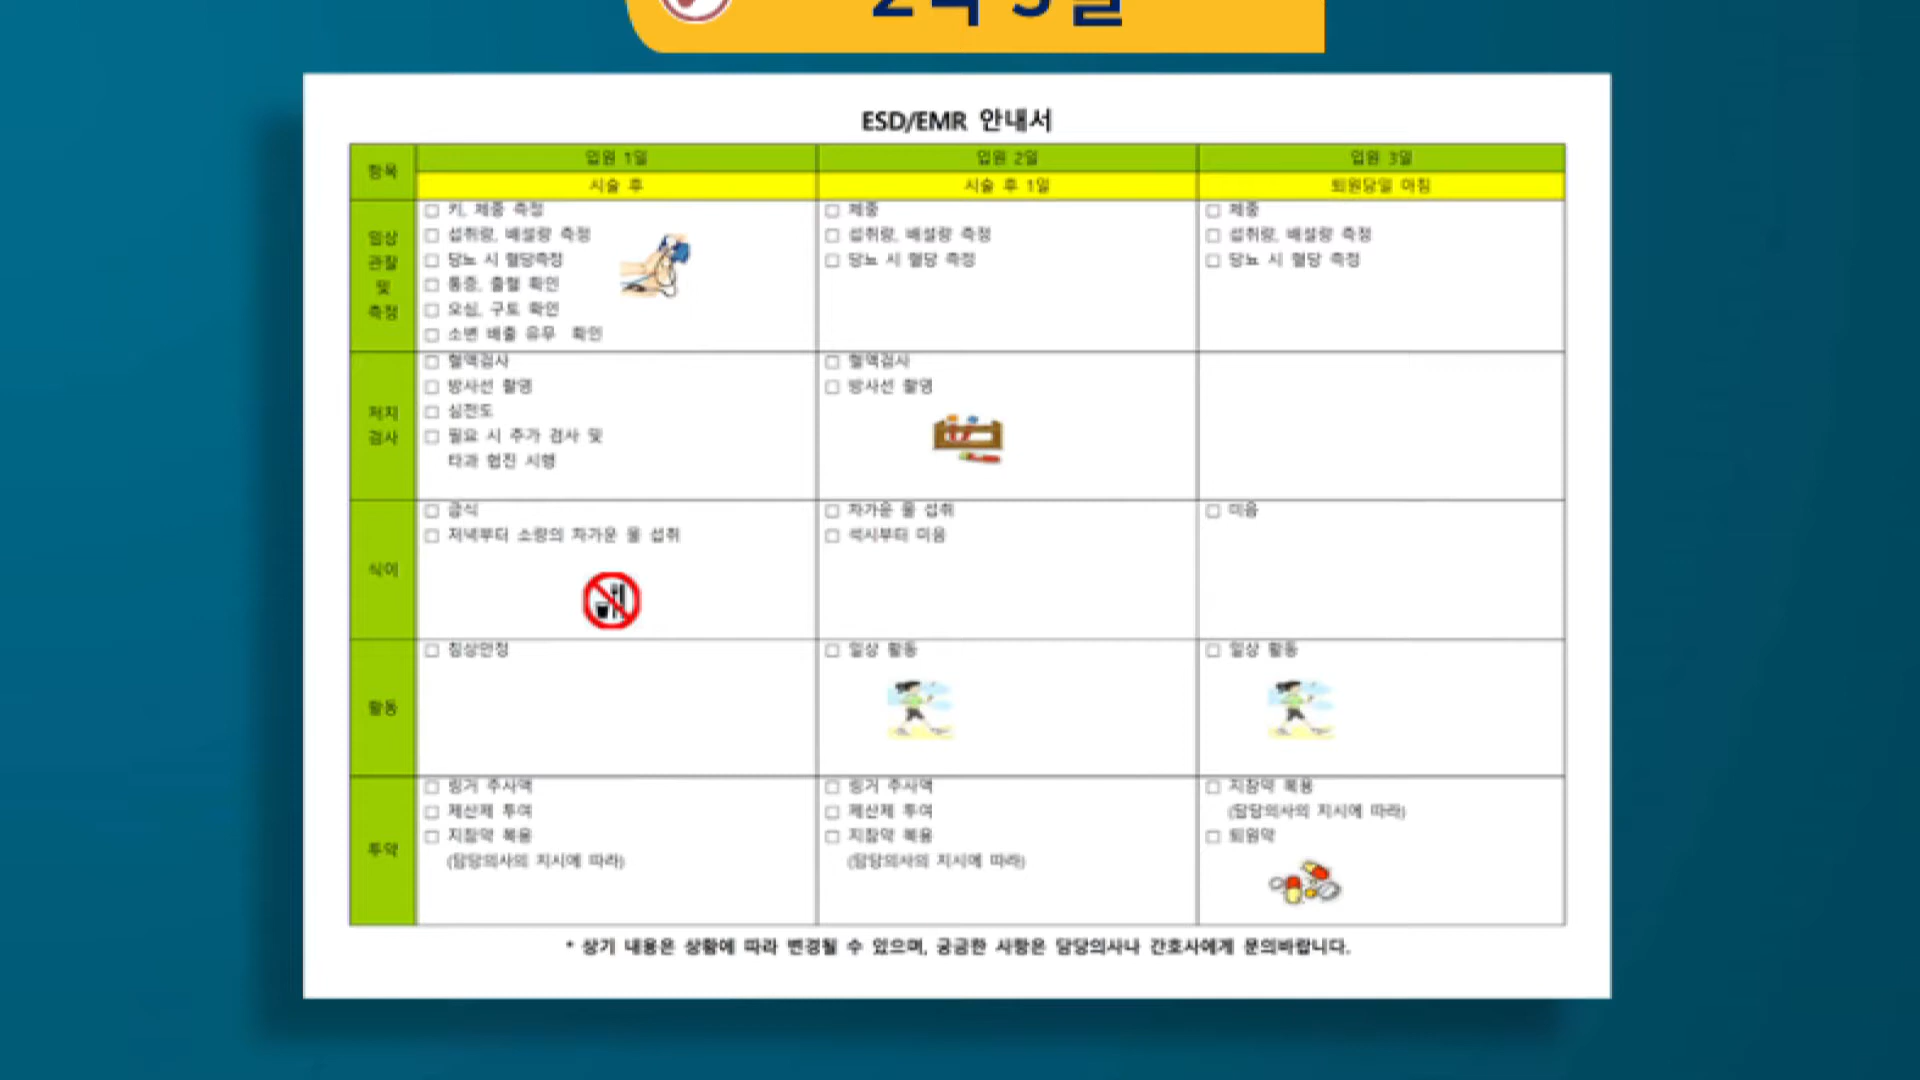 2박 3일
ESD/EMR 안내서
항목
입원 1일
입원 2일
입원 3일
시술 후
시술 후 1일
퇴원당일 아침
임상
관찰
및
측정
□ 키, 체중 측정
□ 섭취량, 배설량 측정
□ 당뇨 시 혈당측정
□ 통증, 출혈 확인
□ 오심, 구토 확인
□ 소변 배출 유무 확인
□ 체중
□ 섭취량, 배설량 측정
□ 당뇨 시 혈당 측정
□ 체중
□ 섭취량, 배설량 측정
□ 당뇨 시 혈당 측정
처치
검사
□ 혈액검사
□ 방사선 촬영
□ 심전도
□ 필요 시 추가 검사 및
타과 협진 시행
□ 혈액검사
□ 방사선 촬영
식이
□ 금식
□ 저녁부터 소량의 차가운 물 섭취
□ 차가운 물 섭취
□ 석식부터 미음
□ 미음
활동
□ 침상안정
□ 일상 활동
□ 일상 활동
투약
□ 링거 주사액
□ 제산제 투여
□ 지참약 복용
(담당의사의 지시에 따라)
□ 링거 주사액
□ 제산제 투여
□ 지참약 복용
(담당의사의 지시에 따라)
□ 지참약 복용
(담당의사의 지시에 따라)
□ 퇴원약
* 상기 내용은 상황에 따라 변경될 수 있으며, 궁금한 사항은 담당의사나 간호사에게 문의바랍니다.